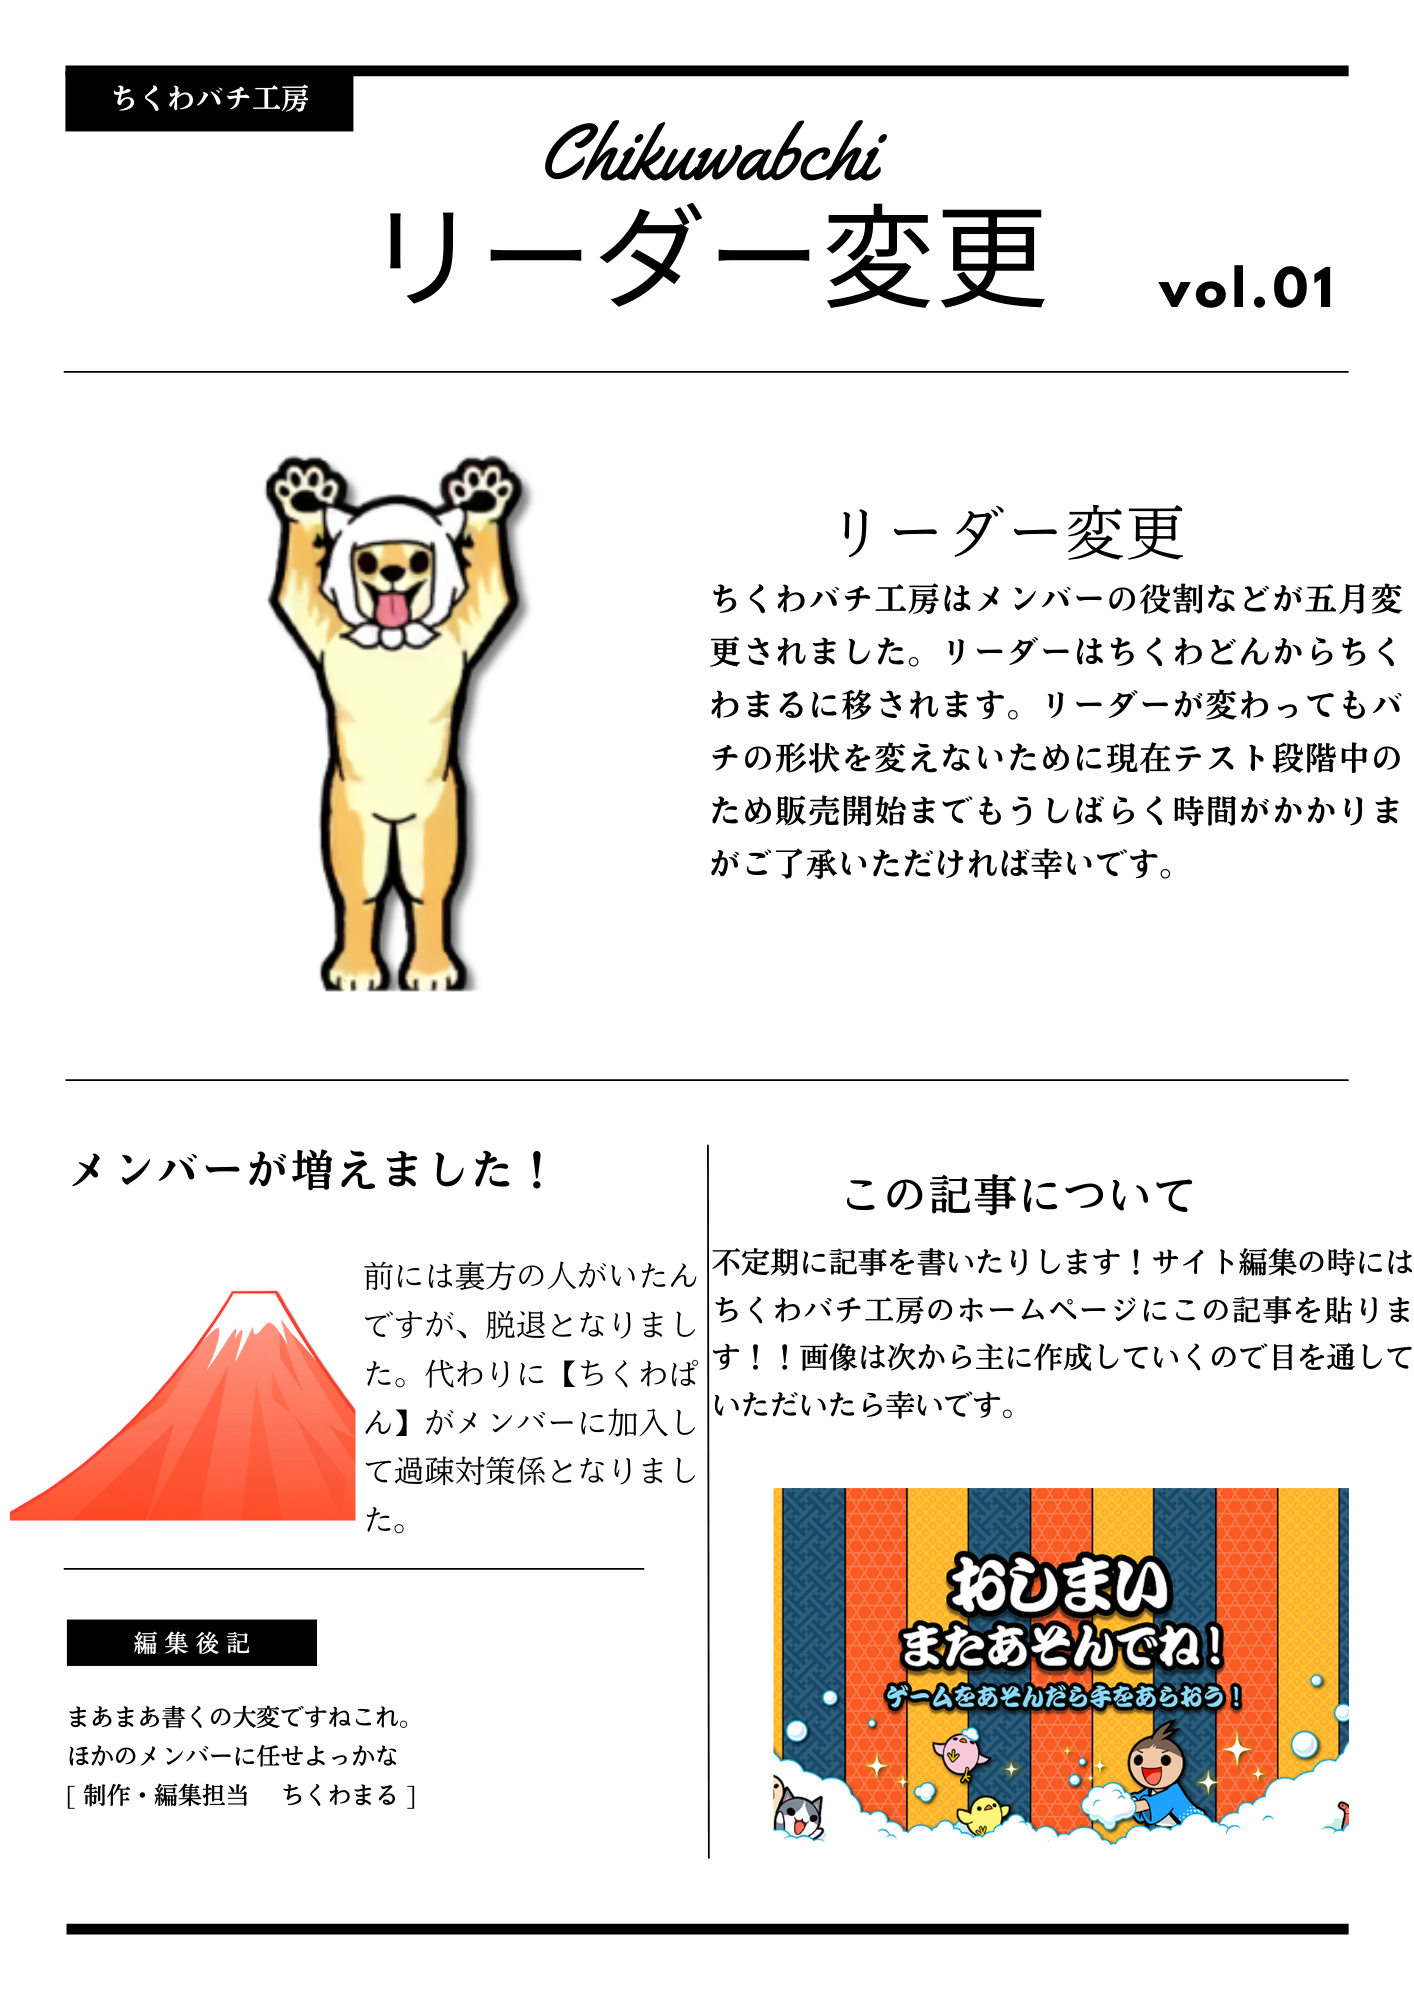 ちくわバチ工房
Chikuwabchi
リーダー変更
vol.01
リーダー変更
ちくわバチ工房はメンバーの役割などが五月変
更されました。リーダーはちくわどんからちく
わまるに移されます。リーダーが変わってもバ
チの形状を変えないために現在テスト段階中の
ため販売開始までもうしばらく時間がかかりま
がご了承いただければ幸いです。
メンバーが増えました！
前には裏方の人がいたん
ですが、脱退となりまし
た。代わりに【ちくわぱ
ん】がメンバーに加入し
て過疎対策係となりまし
た。
編集後記
まあまあ書くの大変ですねこれ。
ほかのメンバーに任せよっかな
[ 制作・編集担当　ちくわまる ]
この記事について
不定期に記事を書いたりします！サイト編集の時には
ちくわバチ工房のホームページにこの記事を貼りま
す！！画像は次から主に作成していくので目を通して
いただいたら幸いです。
おしまい
またあそんでね！
ゲームをあそんだら手をあらおう！